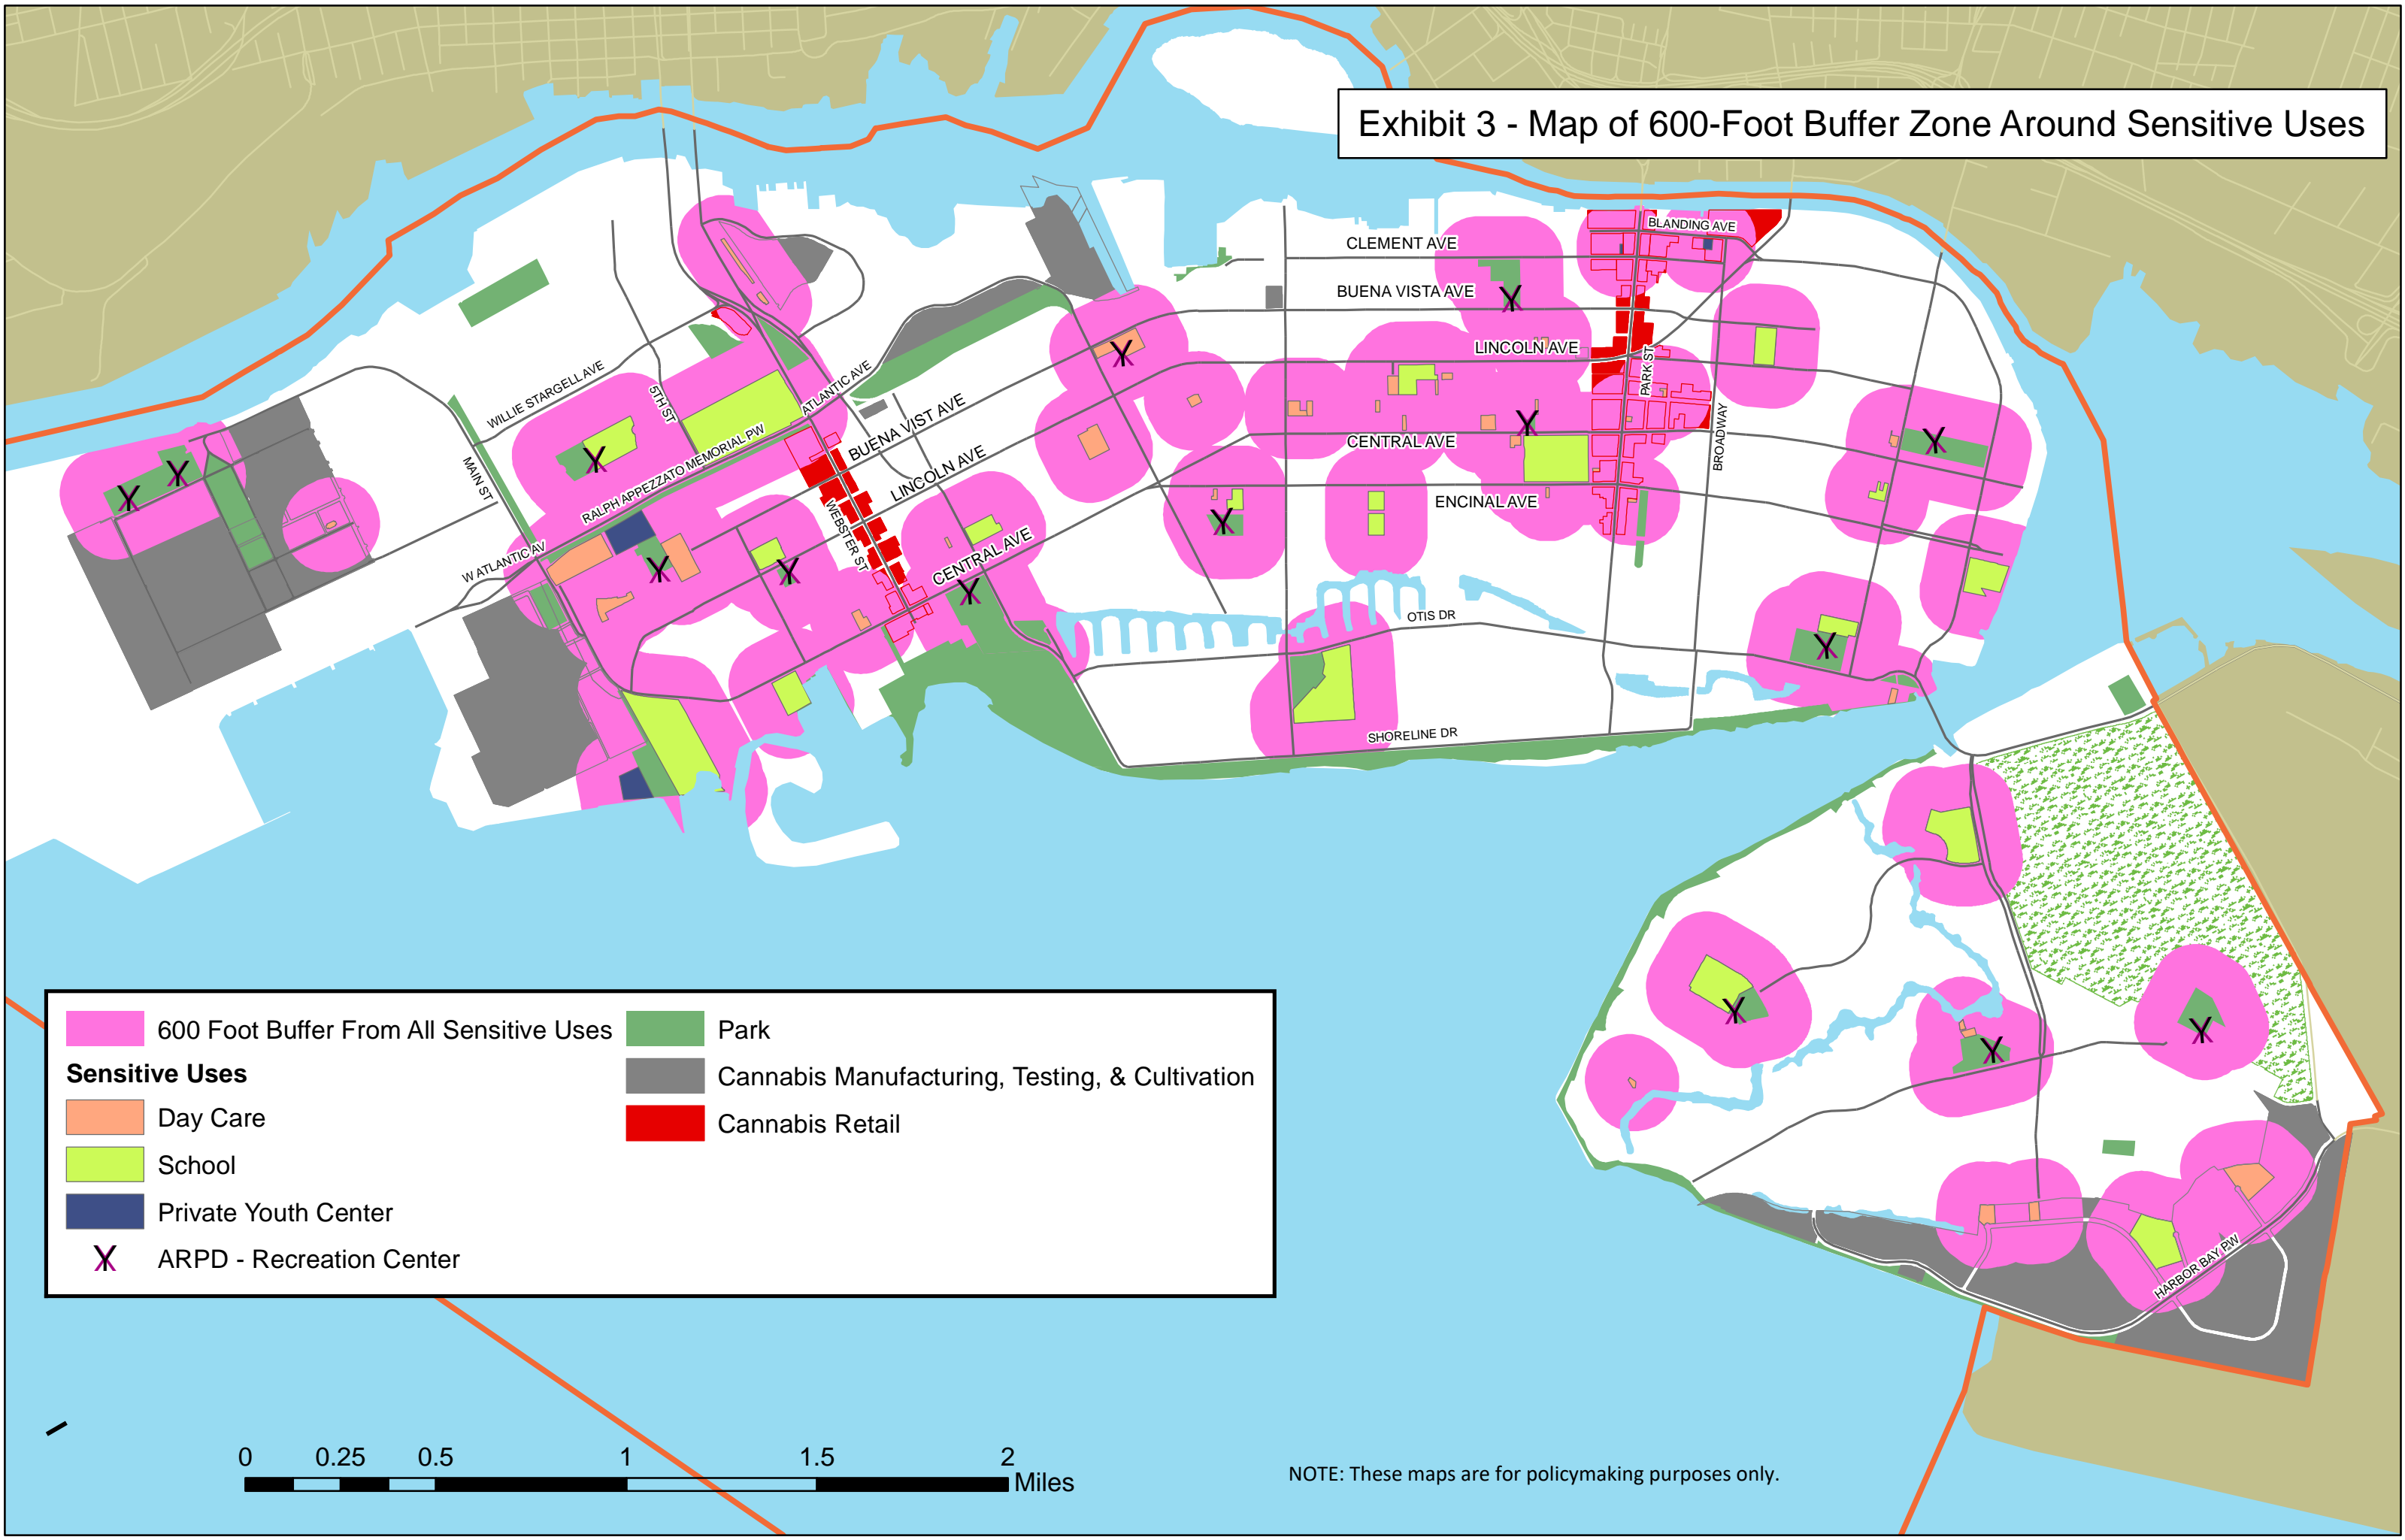 Exhibit 3 - Map of 600-Foot Buffer Zone Around Sensitive Uses
BLANDING AVE
CLEMENT AVE
BUENA VISTA AVE
LINCOLN AVE
PARK ST
BROADWAY
CENTRAL AVE
ENCINAL AVE
OTIS DR
SHORELINE DR
WILLIE STARGELL AVE
5TH ST
ATLANTIC AVE
MAIN ST
RALPH APPEZZATO MEMORIAL PW
BUENA VIST AVE
LINCOLN AVE
WEBSTER ST
W ATLANTIC AV
CENTRAL AVE
HARBOR BAY PW
600 Foot Buffer From All Sensitive Uses
Sensitive Uses
Day Care
School
Private Youth Center
ARPD - Recreation Center
Park
Cannabis Manufacturing, Testing, & Cultivation
Cannabis Retail
0 0.25 0.5 1 1.5 2
Miles
NOTE: These maps are for policymaking purposes only.